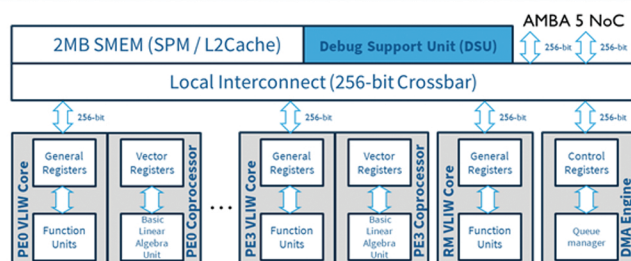 AMBA 5 NoC
2MB SMEM (SPM / L2Cache)
Debug Support Unit (DSU)
256-bit
256-bit
Local Interconnect (256-bit Crossbar)
256-bit
256-bit
256-bit
256-bit
PE0 VLIW Core
General
Registers
Function
Units
Vector
Registers
Basic
Linear
Algebra
Unit
PE0 Coprocessor
...
PE3 VLIW Core
General
Registers
Function
Units
Vector
Registers
Basic
Linear
Algebra
Unit
PE3 Coprocessor
RM VLIW Core
General
Registers
Function
Units
Control
Registers
Queue
manager
DMA Engine